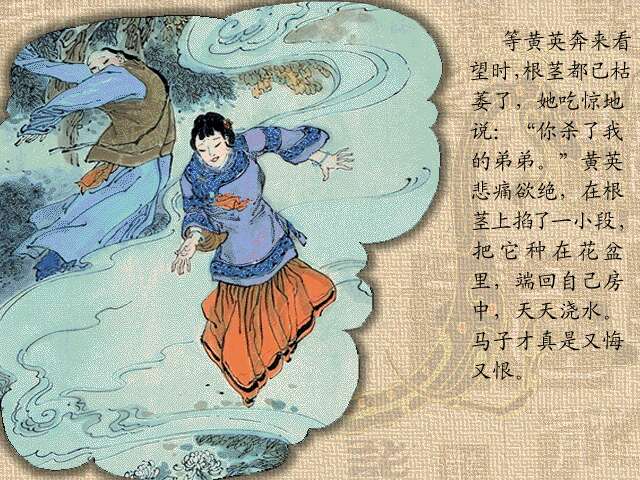 等黄英奔来看
望时,根茎都已枯
萎了，她吃惊地
说：“你杀了我
的弟弟。”黄英
悲痛欲绝，在根
茎上掐了一小段，
把它种在花盆
里，端回自己房
中，天天浇水。
马子才真是又悔
又恨。